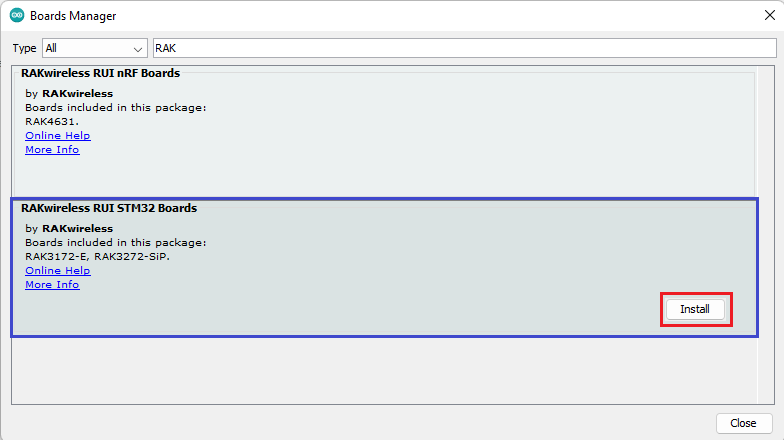 Boards Manager
Type All RAK
RAKwireless RUI nRF Boards
by RAKwireless
Boards included in this package:
RAK4631.
Online Help
More Info
RAKwireless RUI STM32 Boards
by RAKwireless
Boards included in this package:
RAK3172-E, RAK3272-SiP.
Online Help
More Info
Install
Close